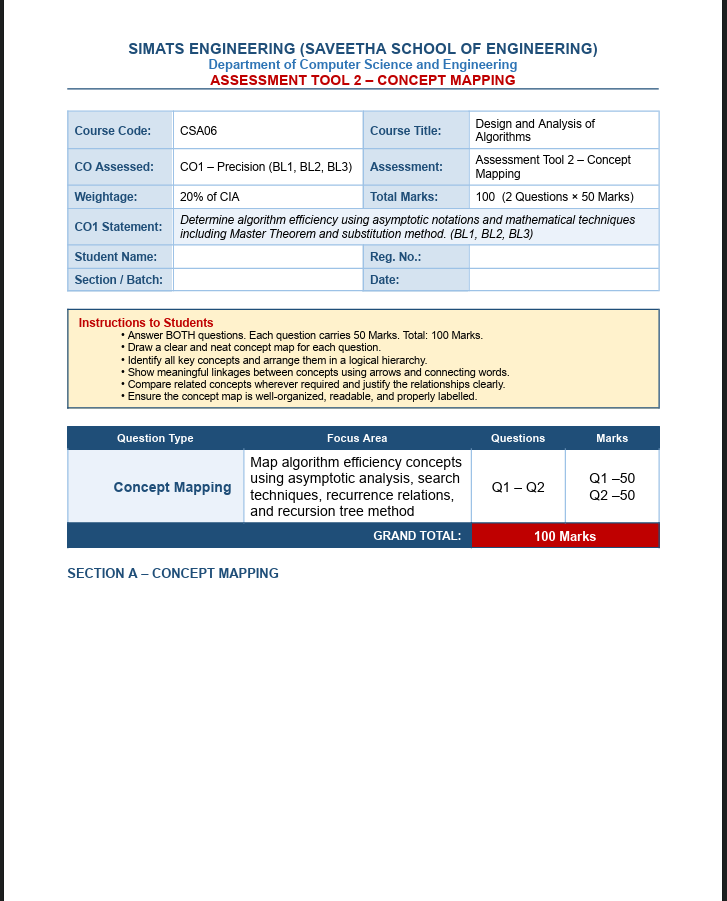 SIMATS ENGINEERING (SAVEETHA SCHOOL OF ENGINEERING)
Department of Computer Science and Engineering
ASSESSMENT TOOL 2 – CONCEPT MAPPING
Course Code:
CSA06
Course Title:
Design and Analysis of
Algorithms
CO Assessed:
CO1 – Precision (BL1, BL2, BL3)
Assessment:
Assessment Tool 2 – Concept
Mapping
Weightage:
20% of CIA
Total Marks:
100  (2 Questions × 50 Marks)
CO1 Statement:
Determine algorithm efficiency using asymptotic notations and mathematical techniques
including Master Theorem and substitution method. (BL1, BL2, BL3)
Student Name:
Reg. No.:
Section / Batch:
Date:
Instructions to Students
• Answer BOTH questions. Each question carries 50 Marks. Total: 100 Marks.
• Draw a clear and neat concept map for each question.
• Identify all key concepts and arrange them in a logical hierarchy.
• Show meaningful linkages between concepts using arrows and connecting words.
• Compare related concepts wherever required and justify the relationships clearly.
• Ensure the concept map is well-organized, readable, and properly labelled.
Question Type
Focus Area
Questions
Marks
Concept Mapping
Map algorithm efficiency concepts
using asymptotic analysis, search
techniques, recurrence relations,
and recursion tree method
Q1 – Q2
Q1 –50
Q2 –50
GRAND TOTAL:
100 Marks
SECTION A – CONCEPT MAPPING